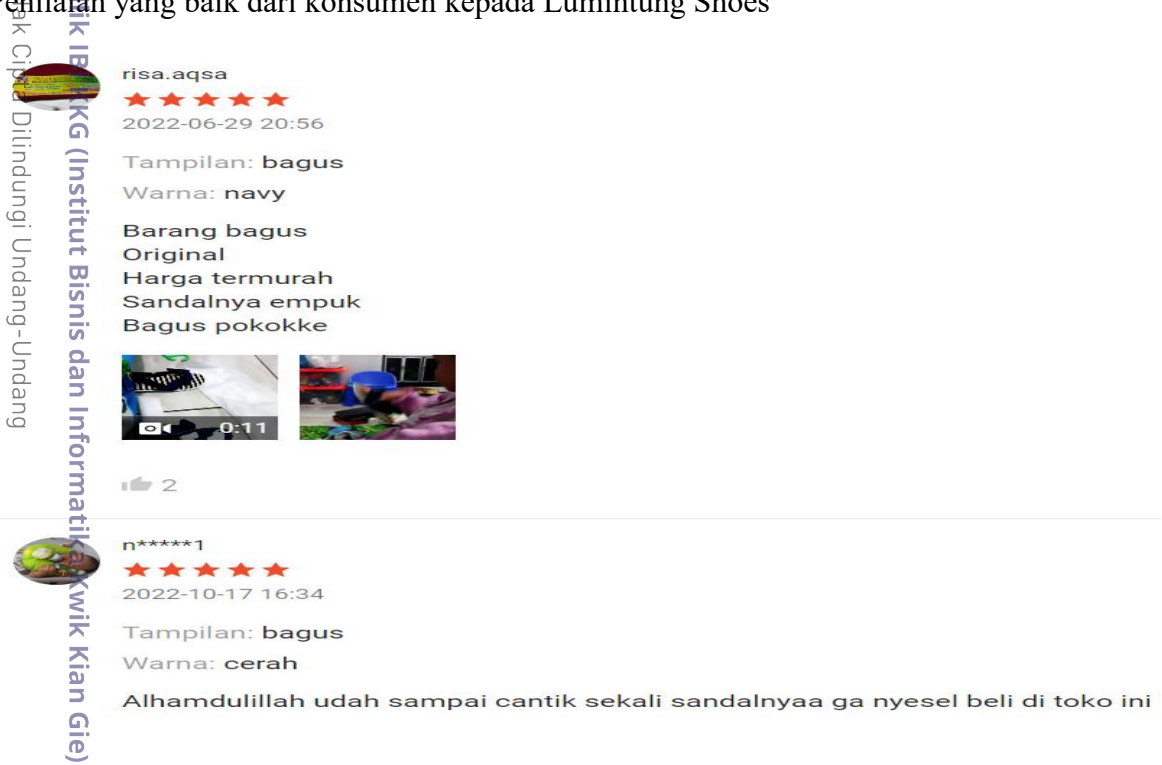 Penilaian yang baik dari konsumen kepada Lumintung Shoes
risa.aqsa
2022-06-29 20:56
Tampilan: bagus
Warna: navy
Barang bagus
Original
Harga termurah
Sandalnya empuk
Bagus pokokke
0:11
2
n*****1
2022-10-17 16:34
Tampilan: bagus
Warna: cerah
Alhamdulillah udah sampai cantik sekali sandalnyaa ga nyesel beli di toko ini
Cipta Dilindungi Undang-Undang
KKG (Institut Bisnis dan Informatika Kwik Kian Gie)